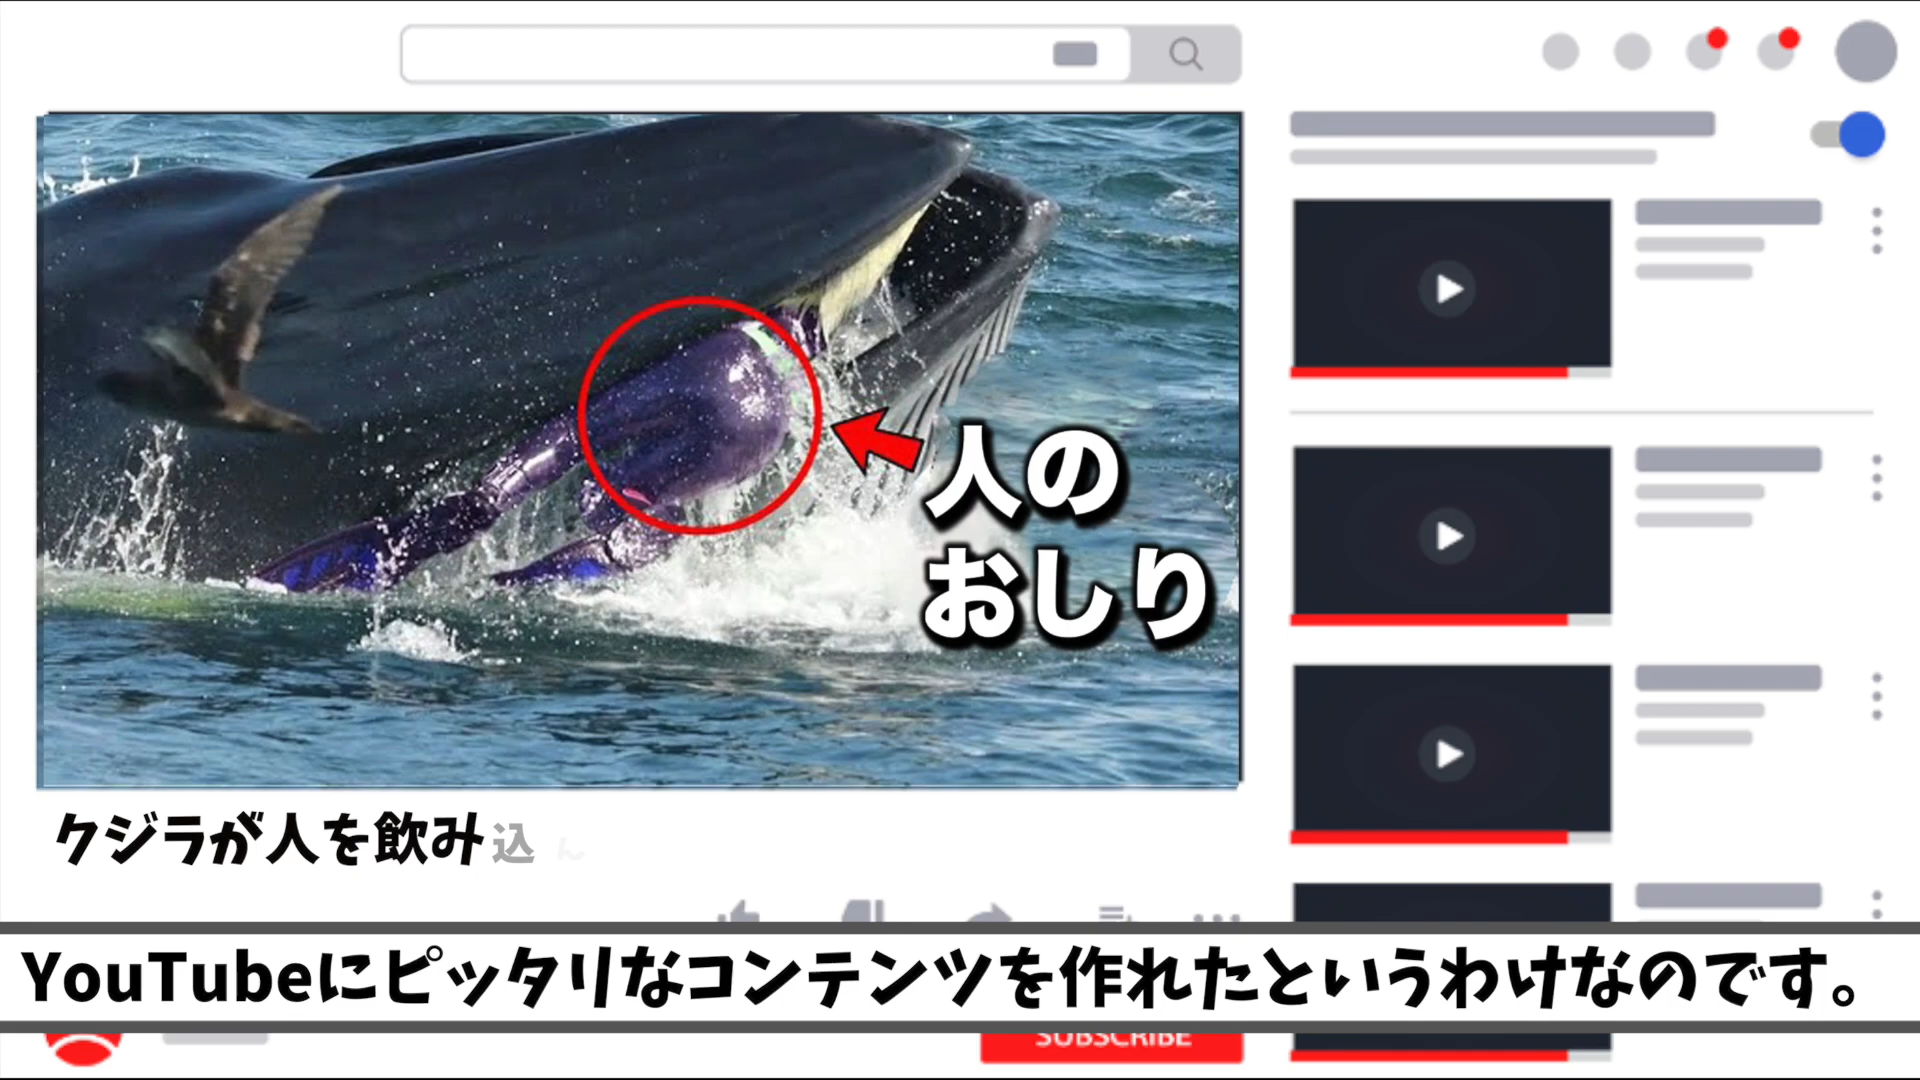 人の
おしり
クジラが人を飲み込ん
YouTubeにピッタリなコンテンツを作れたというわけなのです。
SUBSCRIBE